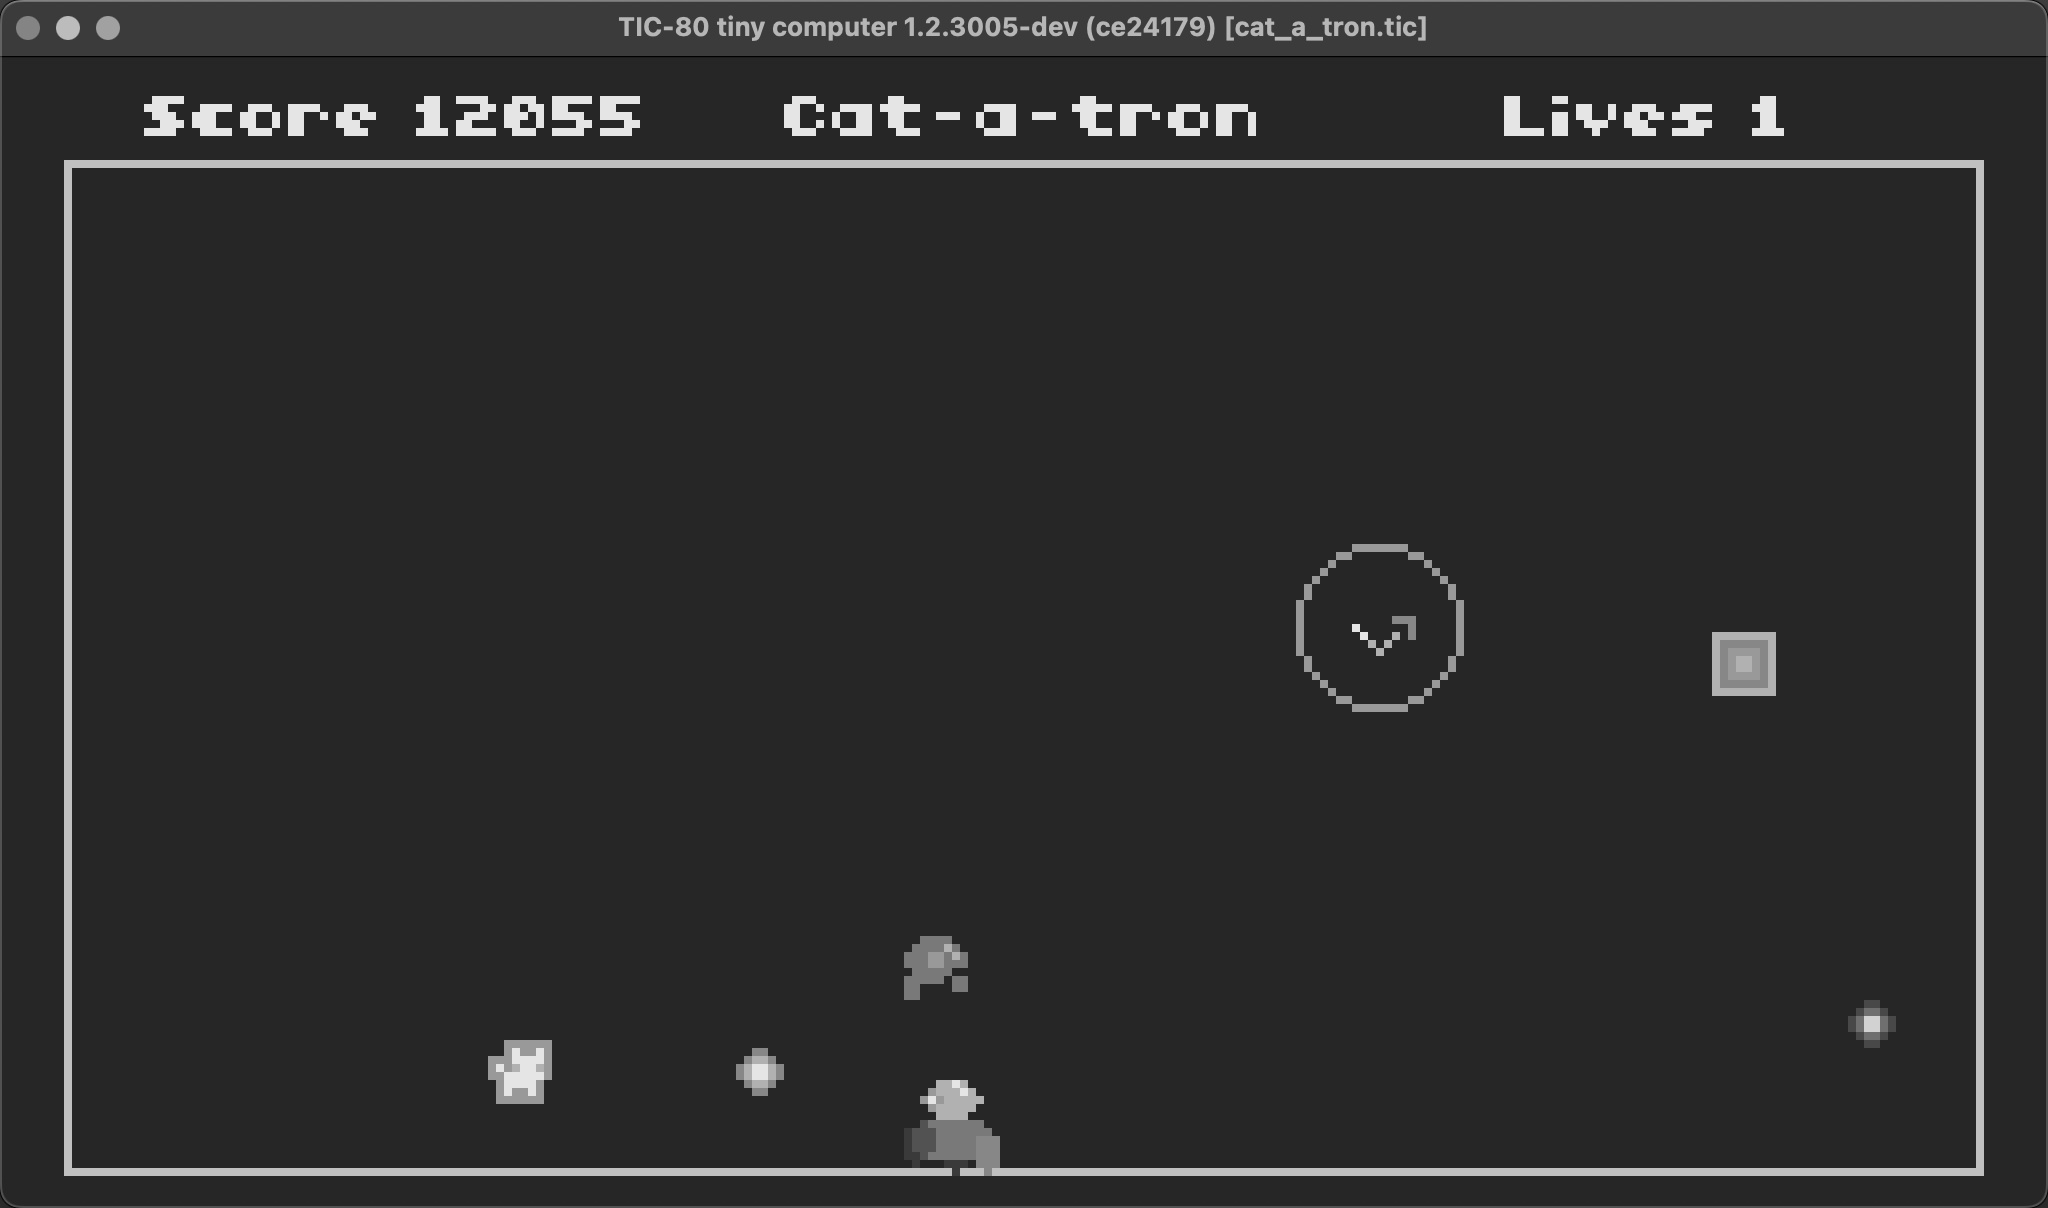 TIC-80 tiny computer 1.2.3005-dev (ce24179) [cat_a_tron.tic]
Score 12055 Cat-a-tron Lives 1